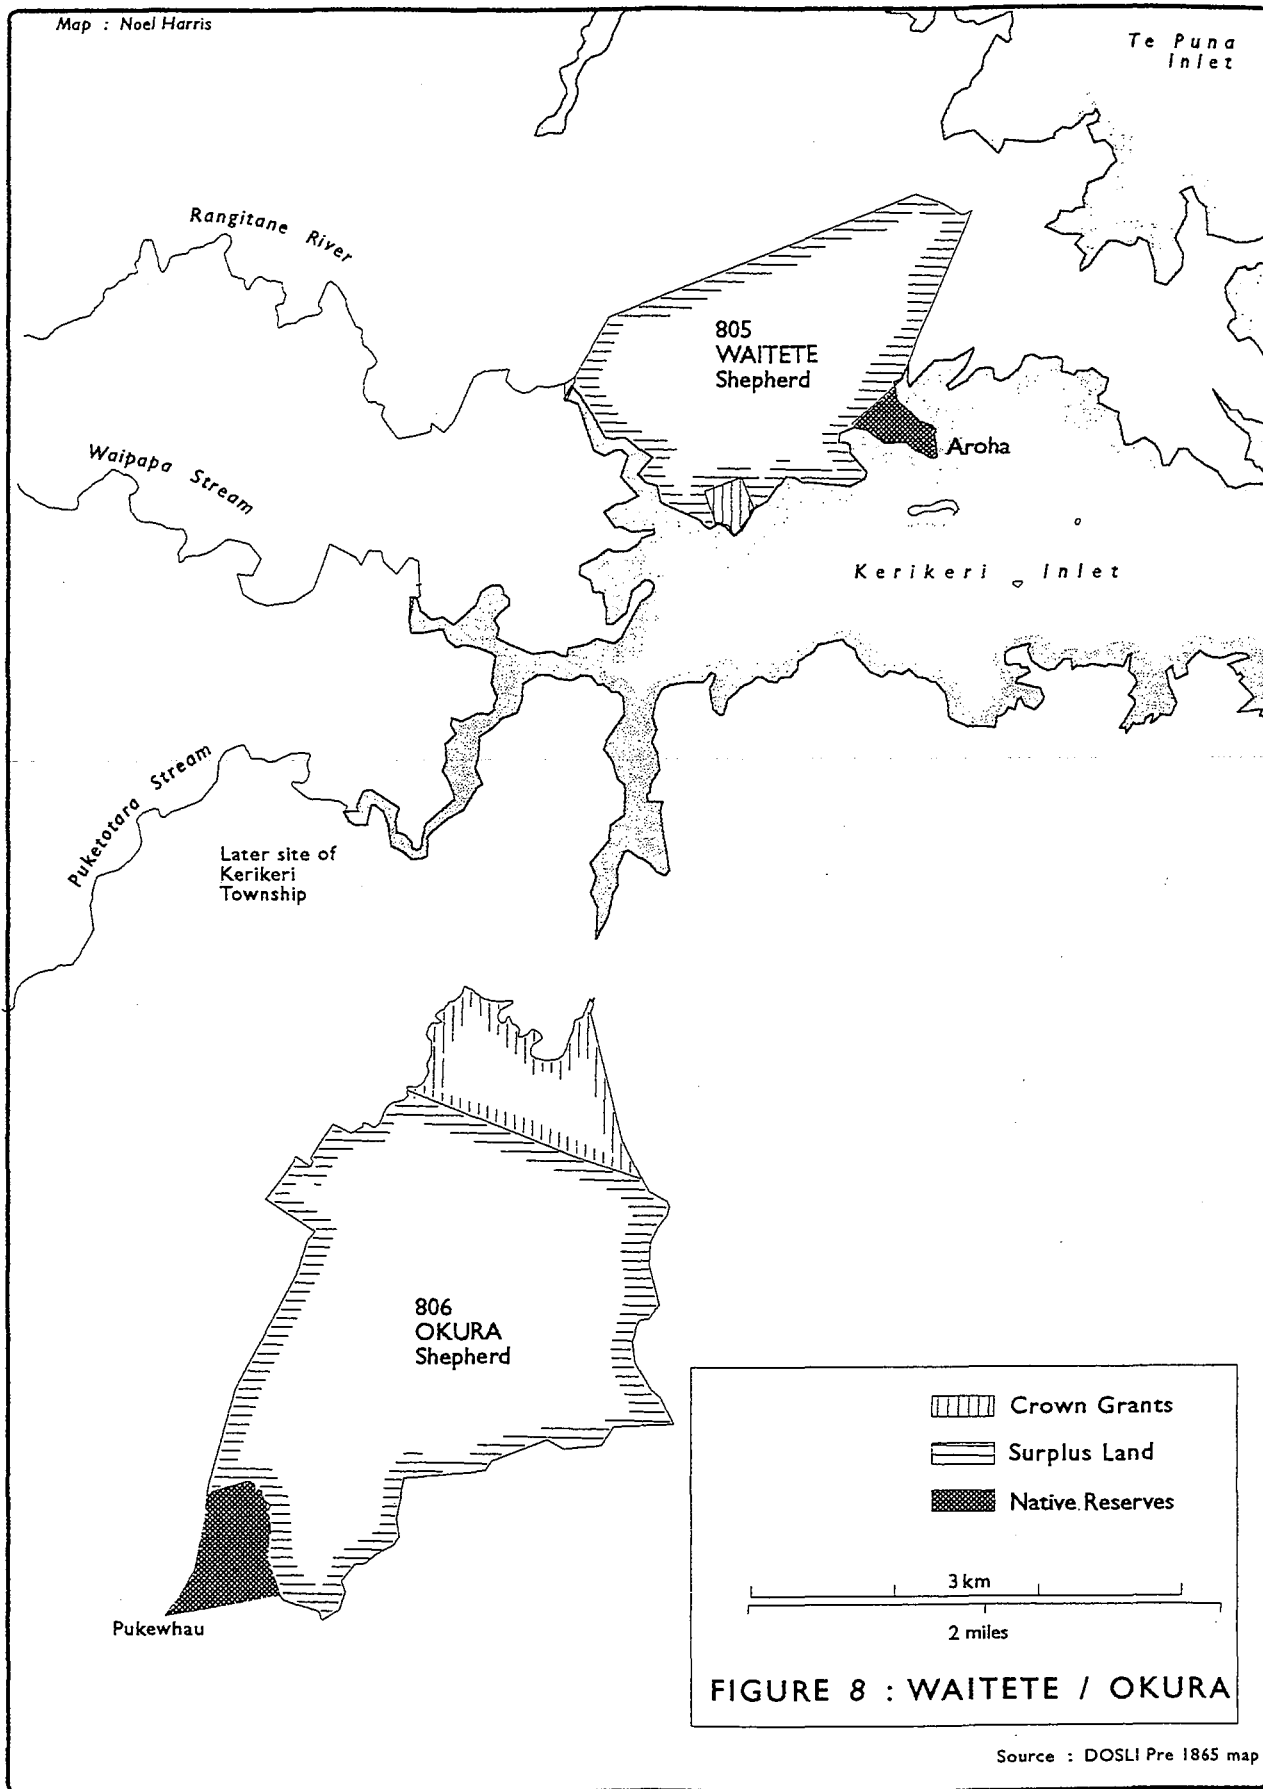 Map : Noel Harris
Te Puna
Inlet
Rangitane River
805
WAITETE
Shepherd
Aroha
Waipapa Stream
Kerikeri Inlet
Puketotara Stream
Later site of
Kerikeri
Township
806
OKURA
Shepherd
Pukewhau
Crown Grants
Surplus Land
Native Reserves
3 km
2 miles
FIGURE 8 : WAITETE / OKURA
Source : DOSLI Pre 1865 map